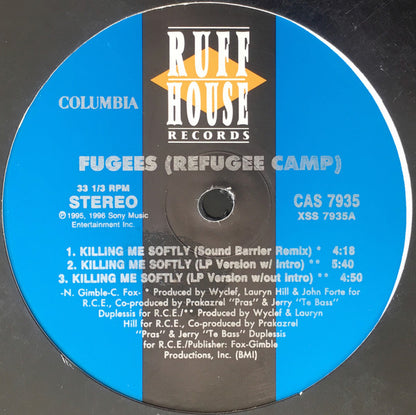 RUFF
HOUSE
RECORDS
COLUMBIA
FUGEES (REFUGEE CAMP)
33 1/3 RPM
STEREO
℗ 1995, 1996 Sony Music
Entertainment Inc.
CAS 7935
XSS 7935A
1. KILLING ME SOFTLY (Sound Barrier Remix) * 4:18
2. KILLING ME SOFTLY (LP Version w/ Intro) ** 5:40
3. KILLING ME SOFTLY (LP Version w/out Intro) ** 4:50
-N. Gimble-C. Fox- * Produced by Wyclef, Lauryn Hill & John Forte for
R.C.E., Co-produced by Prakazrel "Pras" & Jerry "Te Bass"
Duplessis for R.C.E./** Produced by Wyclef & Lauryn
Hill for R.C.E., Co-produced by Prakazrel
"Pras" & Jerry "Te Bass" Duplessis
for R.C.E./Publisher: Fox-Gimble
Productions, Inc. (BMI)